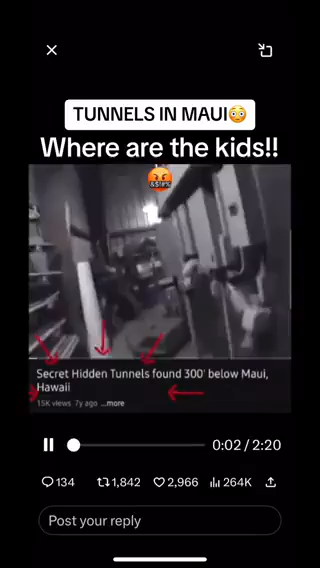 TUNNELS IN MAUI😳
Where are the kids!!
&$!#%
Secret Hidden Tunnels found 300' below Maui,
Hawaii
15K views 7y ago ...more
0:02 / 2:20
134 1,842 2,966 264K
Post your reply